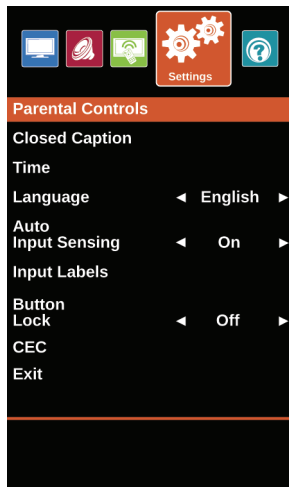 Settings
Parental Controls
Closed Caption
Time
Language ◄ English ►
Auto
Input Sensing ◄ On ►
Input Labels
Button
Lock ◄ Off ►
CEC
Exit